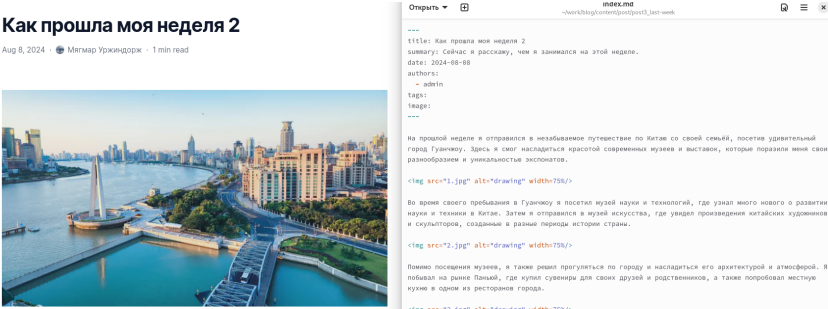 Как прошла моя неделя 2
Aug 8, 2024 · Мягмар Уржиндорж · 1 min read
Открыть
index.md
~/work/blog/content/post/post3_last-week
---
title: Как прошла моя неделя 2
summary: Сейчас я расскажу, чем я занимался на этой неделе.
date: 2024-08-08
authors:
- admin
tags:
image:
---
На прошлой неделе я отправился в незабываемое путешествие по Китаю со своей семьёй, посетив удивительный
город Гуанчжоу. Здесь я смог насладиться красотой современных музеев и выставок, которые поразили меня свои
разнообразием и уникальностью экспонатов.
<img src="1.jpg" alt="drawing" width=75%/>
Во время своего пребывания в Гуанчжоу я посетил музей науки и технологий, где узнал много нового о развитии
науки и техники в Китае. Затем я отправился в музей искусства, где увидел произведения китайских художников
и скульпторов, созданные в разные периоды истории страны.
<img src="2.jpg" alt="drawing" width=75%/>
Помимо посещения музеев, я также решил прогуляться по городу и насладиться его архитектурой и атмосферой. Я
побывал на рынке Паньюй, где купил сувениры для своих друзей и родственников, а также попробовал местную
кухню в одном из ресторанов города.